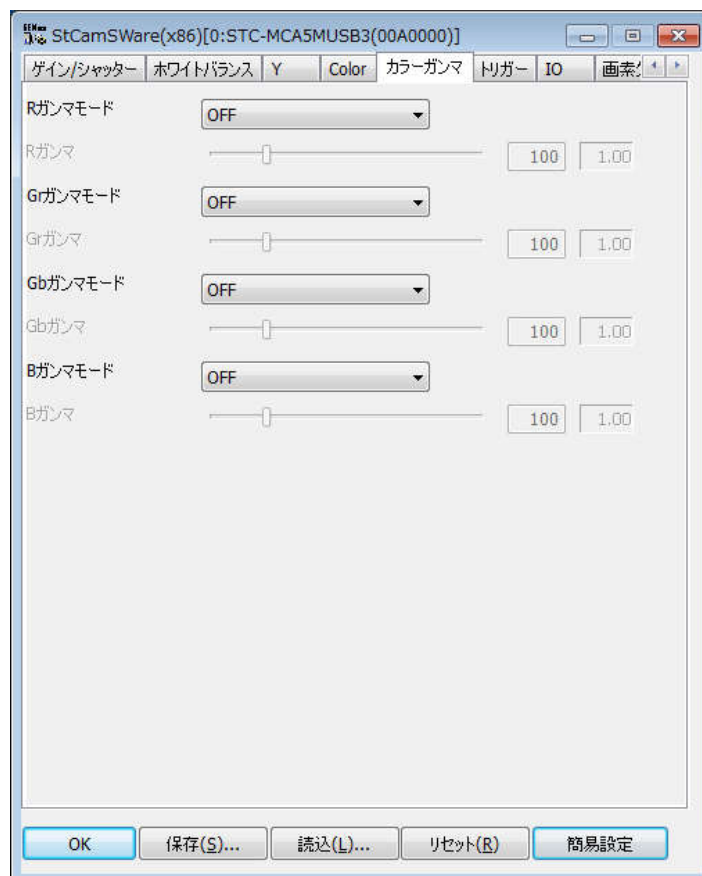 StCamSWare(x86)[0:STC-MCA5MUSB3(00A0000)]
ゲイン/シャッター ホワイトバランス Y Color カラーガンマ トリガー IO 画素
Rガンマモード OFF
Rガンマ 100 1.00
Grガンマモード OFF
Grガンマ 100 1.00
Gbガンマモード OFF
Gbガンマ 100 1.00
Bガンマモード OFF
Bガンマ 100 1.00
OK 保存(S)... 読込(L)... リセット(R) 簡易設定